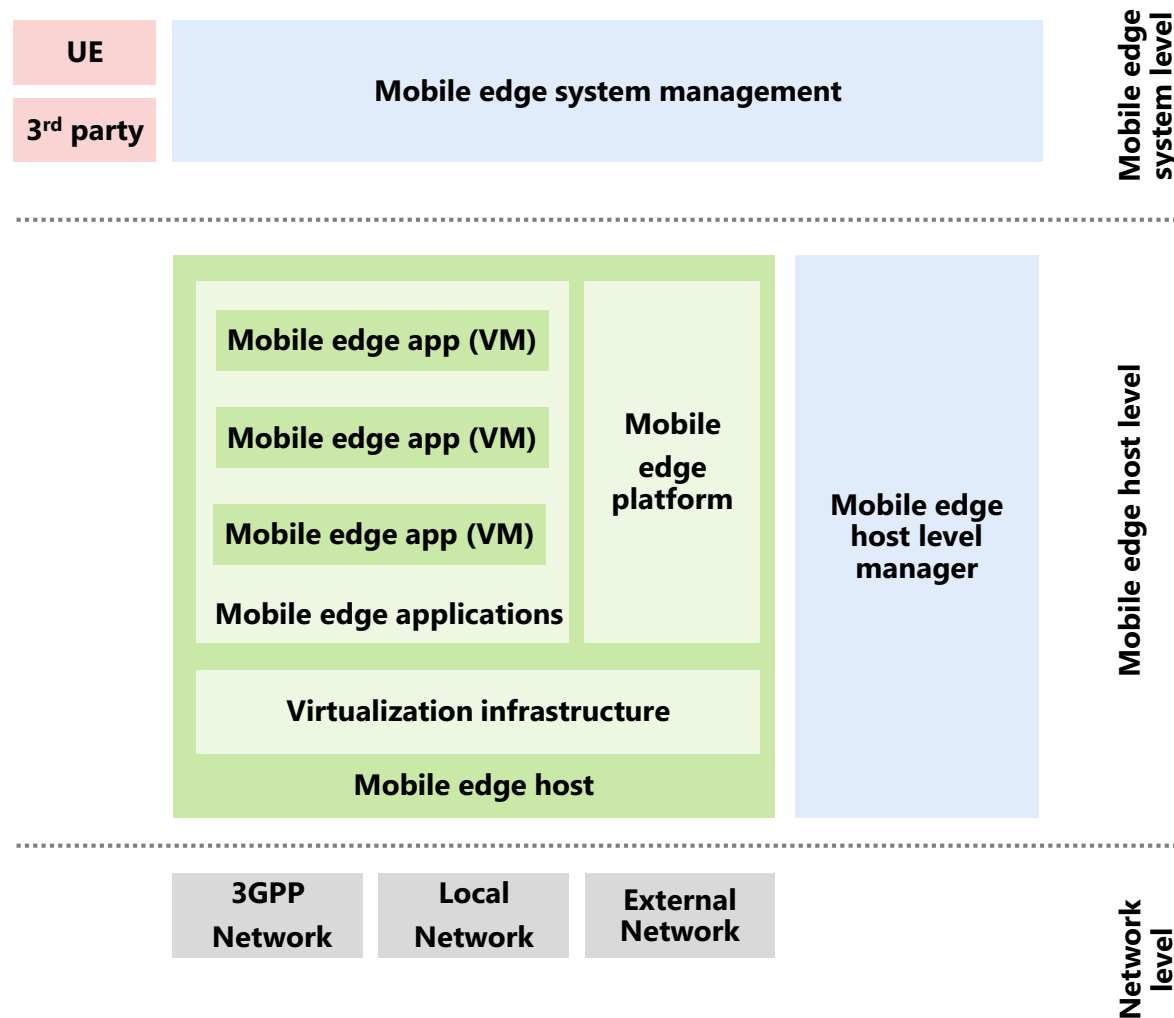 UE
3rd party
Mobile edge system management
Mobile edge
system level
Mobile edge app (VM)
Mobile edge app (VM)
Mobile edge app (VM)
Mobile edge applications
Mobile
edge
platform
Virtualization infrastructure
Mobile edge host
Mobile edge
host level
manager
Mobile edge host level
3GPP
Network
Local
Network
External
Network
Network
level